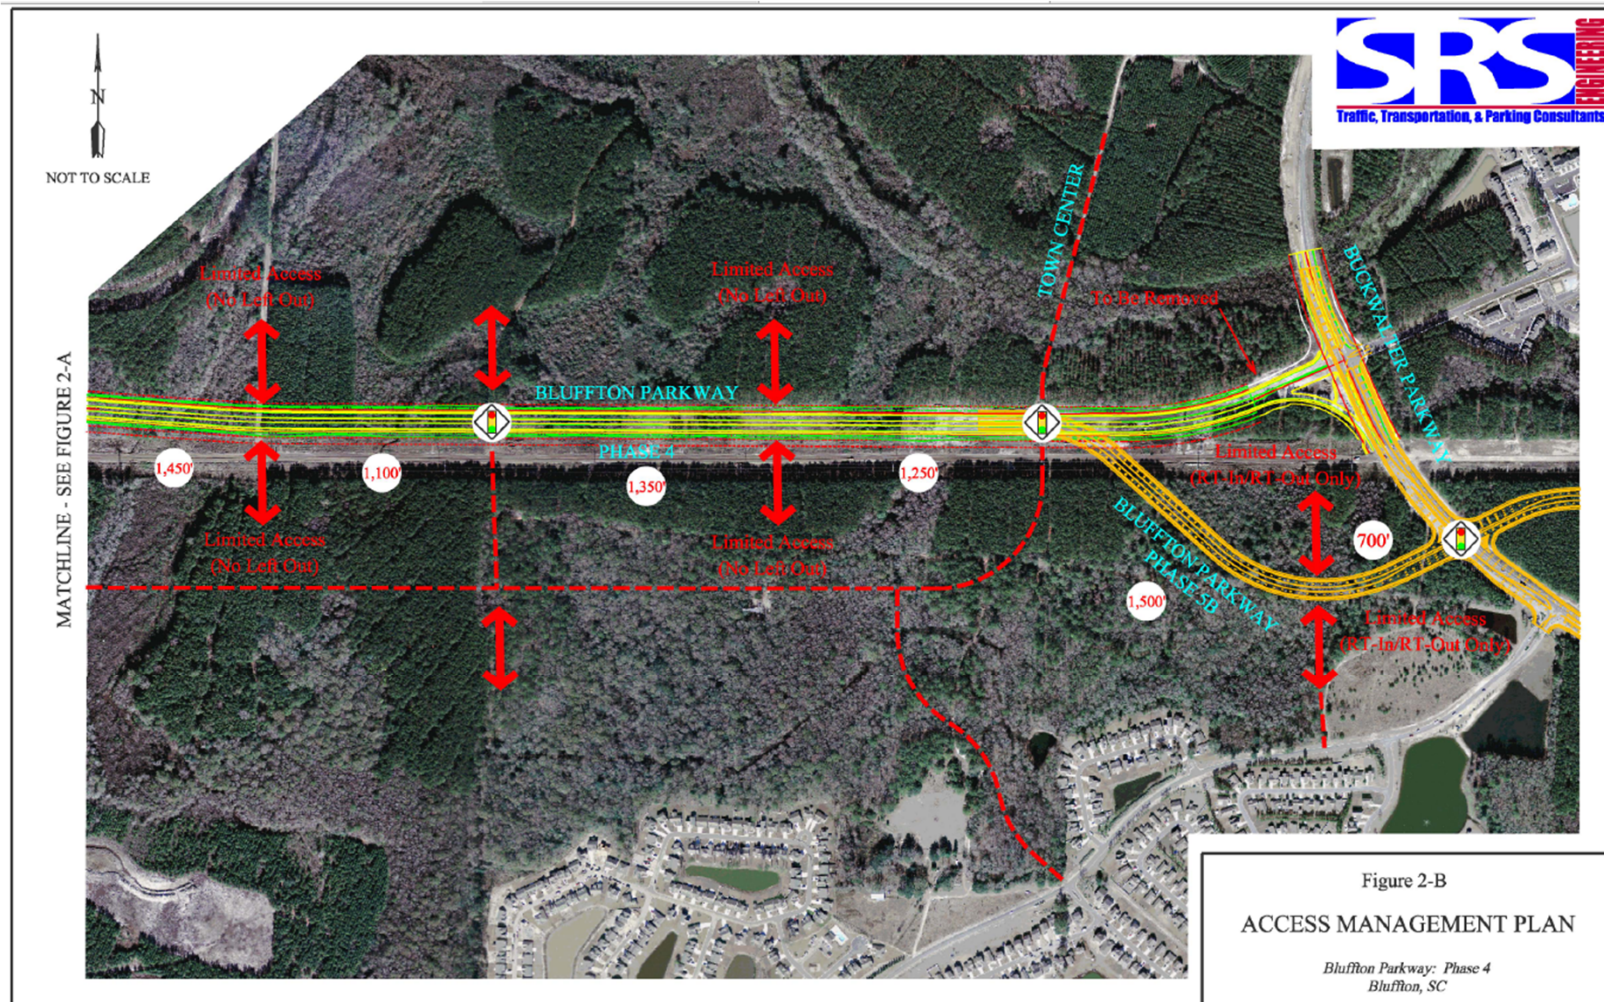 SRS
ENGINEERING
Traffic, Transportation, & Parking Consultants
N
NOT TO SCALE
MATCHLINE - SEE FIGURE 2-A
Limited Access
(No Left Out)
Limited Access
(No Left Out)
TOWN CENTER
To Be Removed
BUCKWALTER PARKWAY
BLUFFTON PARKWAY
PHASE 4
1,450'
1,100'
1,350'
1,250'
Limited Access
(RT-In/RT-Out Only)
Limited Access
(No Left Out)
Limited Access
(No Left Out)
BLUFFTON PARKWAY
PHASE 5B
700'
1,500'
Limited Access
(RT-In/RT-Out Only)
Figure 2-B
ACCESS MANAGEMENT PLAN
Bluffton Parkway: Phase 4
Bluffton, SC